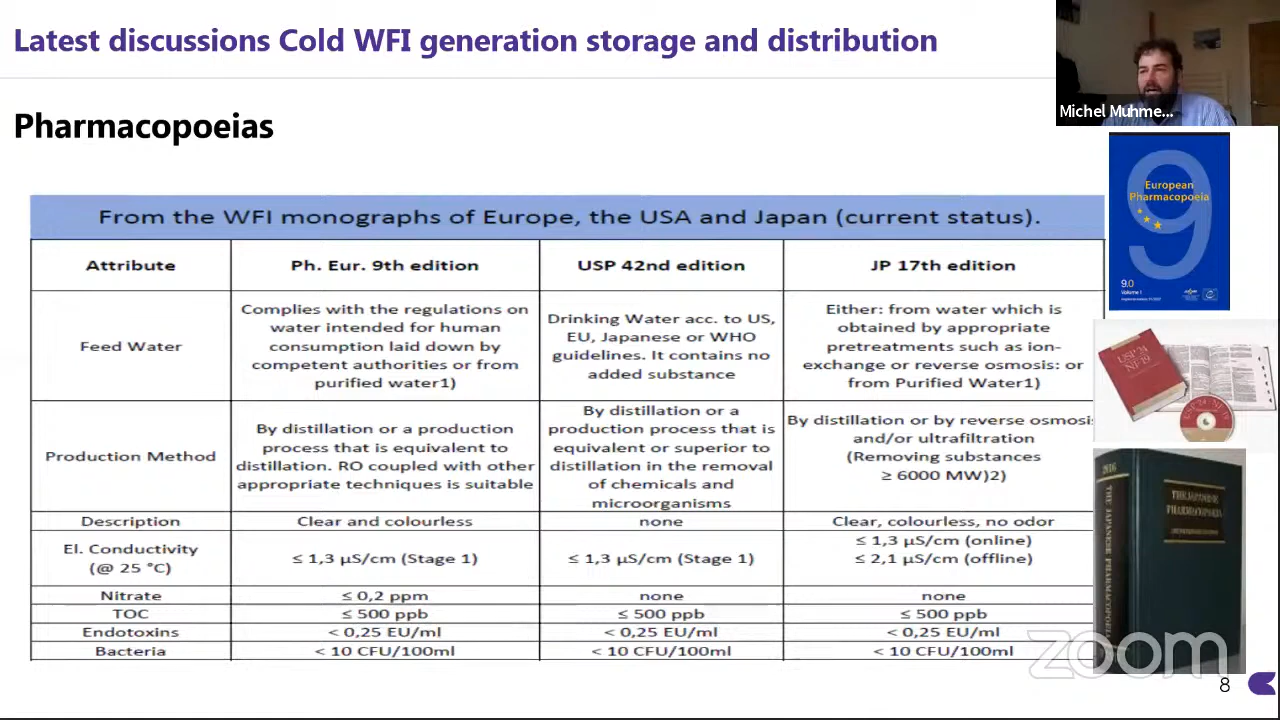 Latest discussions Cold WFI generation storage and distribution
Michel Muhme...
Pharmacopoeias
From the WFI monographs of Europe, the USA and Japan (current status).
Attribute
Ph. Eur. 9th edition
USP 42nd edition
JP 17th edition
Feed Water
Complies with the regulations on
water intended for human
consumption laid down by
competent authorities or from
purified water1)
Drinking Water acc. to US,
EU, Japanese or WHO
guidelines. It contains no
added substance
Either: from water which is
obtained by appropriate
pretreatments such as ion-
exchange or reverse osmosis: or
from Purified Water1)
Production Method
By distillation or a production
process that is equivalent to
distillation. RO coupled with other
appropriate techniques is suitable
By distillation or a
production process that is
equivalent or superior to
distillation in the removal
of chemicals and
microorganisms
By distillation or by reverse osmosis
and/or ultrafiltration
(Removing substances
≥ 6000 MW)2)
Description
Clear and colourless
none
Clear, colourless, no odor
El. Conductivity
(@ 25 °C)
≤ 1,3 µS/cm (Stage 1)
≤ 1,3 µS/cm (Stage 1)
≤ 1,3 µS/cm (online)
≤ 2,1 µS/cm (offline)
Nitrate
≤ 0,2 ppm
none
none
TOC
≤ 500 ppb
≤ 500 ppb
≤ 500 ppb
Endotoxins
< 0,25 EU/ml
< 0,25 EU/ml
< 0,25 EU/ml
Bacteria
< 10 CFU/100ml
< 10 CFU/100ml
< 10 CFU/100ml
9
European
Pharmacopoeia
9.0
Volume 1
USP 24
NF 19
2016
THE JAPANESE
PHARMACOPOEIA
THE JAPANESE PHARMACOPOEIA
zoom
8